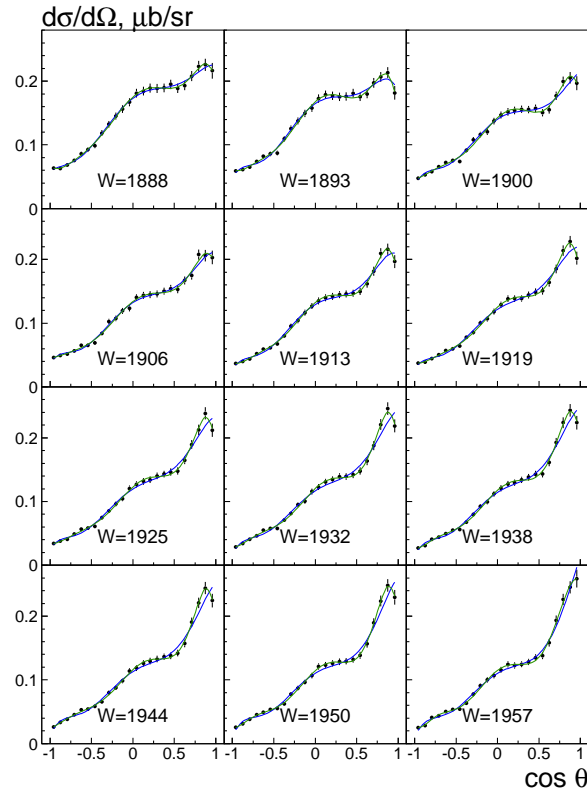 dσ/dΩ, μb/sr
0.2
0.1
0
W=1888
W=1893
W=1900
0.2
0.1
0
W=1906
W=1913
W=1919
0.2
0.1
0
W=1925
W=1932
W=1938
0.2
0.1
0
W=1944
W=1950
W=1957
-1 -0.5 0 0.5 1 -1 -0.5 0 0.5 1 -1 -0.5 0 0.5 1
cos θ